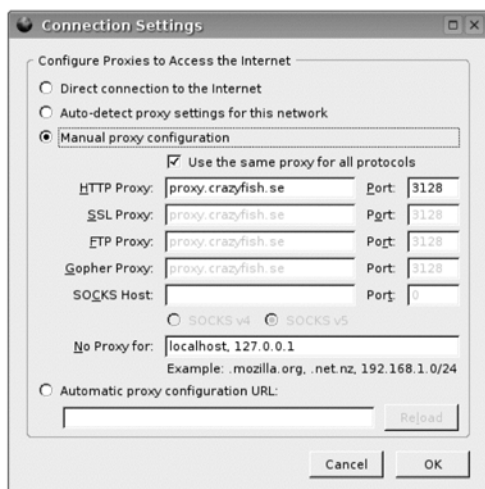 Connection Settings
Configure Proxies to Access the Internet
Direct connection to the Internet
Auto-detect proxy settings for this network
Manual proxy configuration
Use the same proxy for all protocols
HTTP Proxy: proxy.crazyfish.se Port: 3128
SSL Proxy: proxy.crazyfish.se Port: 3128
FTP Proxy: proxy.crazyfish.se Port: 3128
Gopher Proxy: proxy.crazyfish.se Port: 3128
SOCKS Host: Port: 0
SOCKS v4 SOCKS v5
No Proxy for: localhost, 127.0.0.1
Example: .mozilla.org, .net.nz, 192.168.1.0/24
Automatic proxy configuration URL:
Reload
Cancel OK